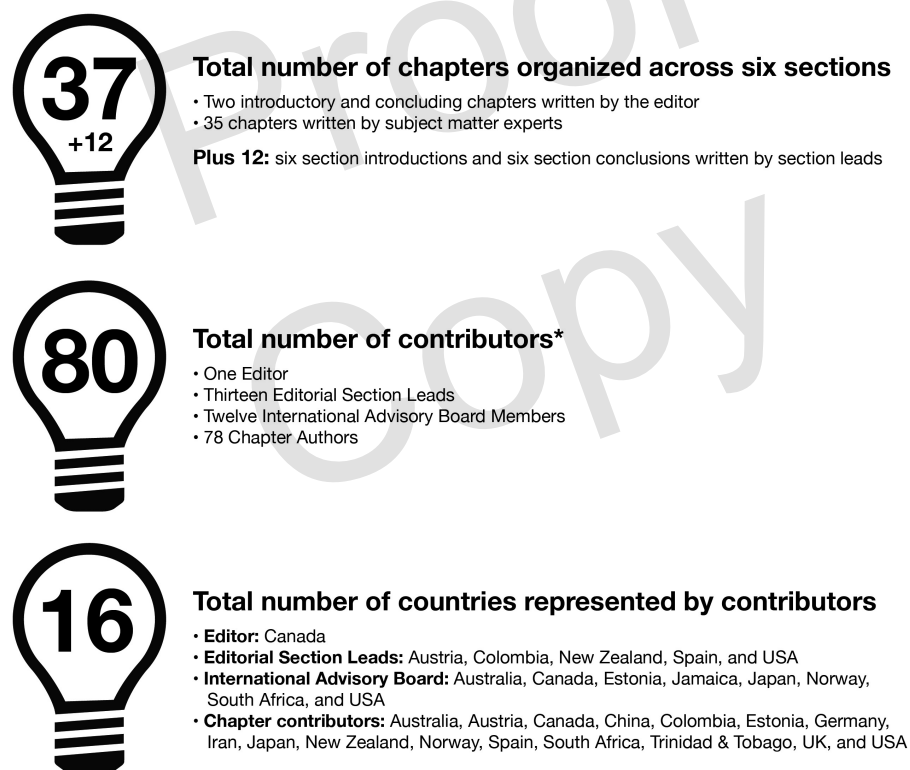 37
+12
Total number of chapters organized across six sections
• Two introductory and concluding chapters written by the editor
• 35 chapters written by subject matter experts
Plus 12: six section introductions and six section conclusions written by section leads
80
Total number of contributors*
• One Editor
• Thirteen Editorial Section Leads
• Twelve International Advisory Board Members
• 78 Chapter Authors
16
Total number of countries represented by contributors
• Editor: Canada
• Editorial Section Leads: Austria, Colombia, New Zealand, Spain, and USA
• International Advisory Board: Australia, Canada, Estonia, Jamaica, Japan, Norway,
South Africa, and USA
• Chapter contributors: Australia, Austria, Canada, China, Colombia, Estonia, Germany,
Iran, Japan, New Zealand, Norway, Spain, South Africa, Trinidad & Tobago, UK, and USA
Proof
Copy